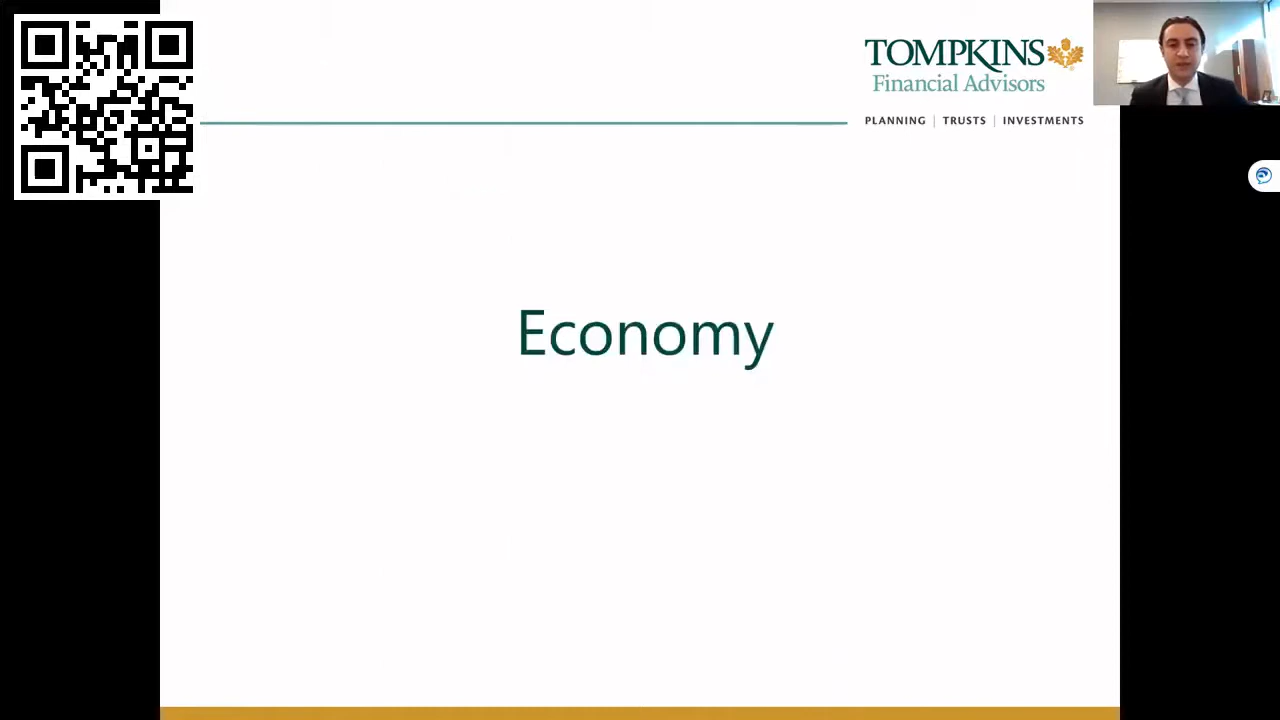 TOMPKINS
Financial Advisors
PLANNING | TRUSTS | INVESTMENTS
Economy